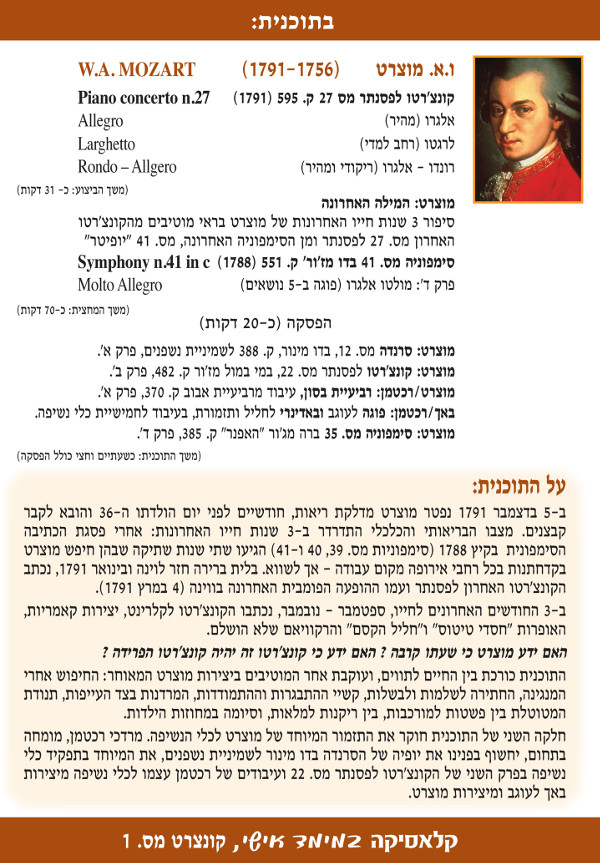 בתוכנית:
ו.א. מוצרט (1791-1756) W.A. MOZART
קונצ'רטו לפסנתר מס 27 ק. 595 (1791) Piano concerto n.27
אלגרו (מהיר) Allegro
לרגטו (רחב למדי) Larghetto
רונדו - אלגרו (ריקודי ומהיר) Rondo – Allgero
(משך הביצוע: כ- 31 דקות)
מוצרט: המילה האחרונה
סיפור 3 שנות חייו האחרונות של מוצרט בראי מוטיבים מהקונצ'רטו
האחרון מס. 27 לפסנתר ומן הסימפוניה האחרונה, מס. 41 "יופיטר"
סימפוניה מס. 41 בדו מז'ור' ק. 551 (1788) Symphony n.41 in c
פרק ד': מולטו אלגרו (פוגה ב-5 נושאים) Molto Allegro
(משך המחצית: כ-70 דקות)
הפסקה (כ-20 דקות)
מוצרט: סרנדה מס. 12, בדו מינור, ק. 388 לשמיניית נשפנים, פרק א'.
מוצרט: קונצ'רטו לפסנתר מס. 22, במי במול מז'ור ק. 482, פרק ב'.
מוצרט/רכטמן: רביעיית בסון, עיבוד מרביעיית אבוב ק. 370, פרק א'.
באך/רכטמן: פוגה לעוגב ובאדינרי לחליל ותזמורת, בעיבוד לחמישיית כלי נשיפה.
מוצרט: סימפוניה מס. 35 ברה מג'ור "האפנר" ק. 385, פרק ד'.
(משך התוכנית: כשעתיים וחצי כולל הפסקה)
על התוכנית:
ב-5 בדצמבר 1791 נפטר מוצרט מדלקת ריאות, חודשיים לפני יום הולדתו ה-36 והובא לקבר
קבצנים. מצבו הבריאותי והכלכלי התדרדר ב-3 שנות חייו האחרונות: אחרי פסגת הכתיבה
הסימפונית בקיץ 1788 (סימפוניות מס. 39, 40 ו-41) הגיעו שתי שנות שתיקה שבהן חיפש מוצרט
בקדחתנות בכל רחבי אירופה מקום עבודה - אך לשווא. בלית ברירה חזר לוינה ובינואר 1791, נכתב
הקונצ'רטו האחרון לפסנתר ועמו ההופעה הפומבית האחרונה בווינה (4 במרץ 1791).
ב-3 החודשים האחרונים לחייו, ספטמבר - נובמבר, נכתבו הקונצ'רטו לקלרינט, יצירות קאמריות,
האופרות "חסדי טיטוס" ו"חליל הקסם" והרקוויאם שלא הושלם.
האם ידע מוצרט כי שעתו קרבה ? האם ידע כי קונצ'רטו זה יהיה קונצ'רטו הפרידה ?
התוכנית כורכת בין החיים לתווים, ועוקבת אחר המוטיבים ביצירות מוצרט המאוחר: החיפוש אחרי
המנגינה, החתירה לשלמות ולבשלות, קשיי ההתבגרות וההתמודדות, המרדנות בצד העייפות, תנודת
המטוטלת בין פשטות למורכבות, בין ריקנות למלאות, וסיומה במחוזות הילדות.
חלקה השני של התוכנית חוקר את התזמור המיוחד של מוצרט לכלי הנשיפה. מרדכי רכטמן, מומחה
בתחום, יחשוף בפנינו את יופיה של הסרנדה בדו מינור לשמיניית נשפנים, את המיוחד בתפקיד כלי
נשיפה בפרק השני של הקונצ'רטו לפסנתר מס. 22 ועיבודים של רכטמן עצמו לכלי נשיפה מיצירות
באך לעוגב ומיצירות מוצרט.
קלאסיקה במימד אישי, קונצרט מס. 1